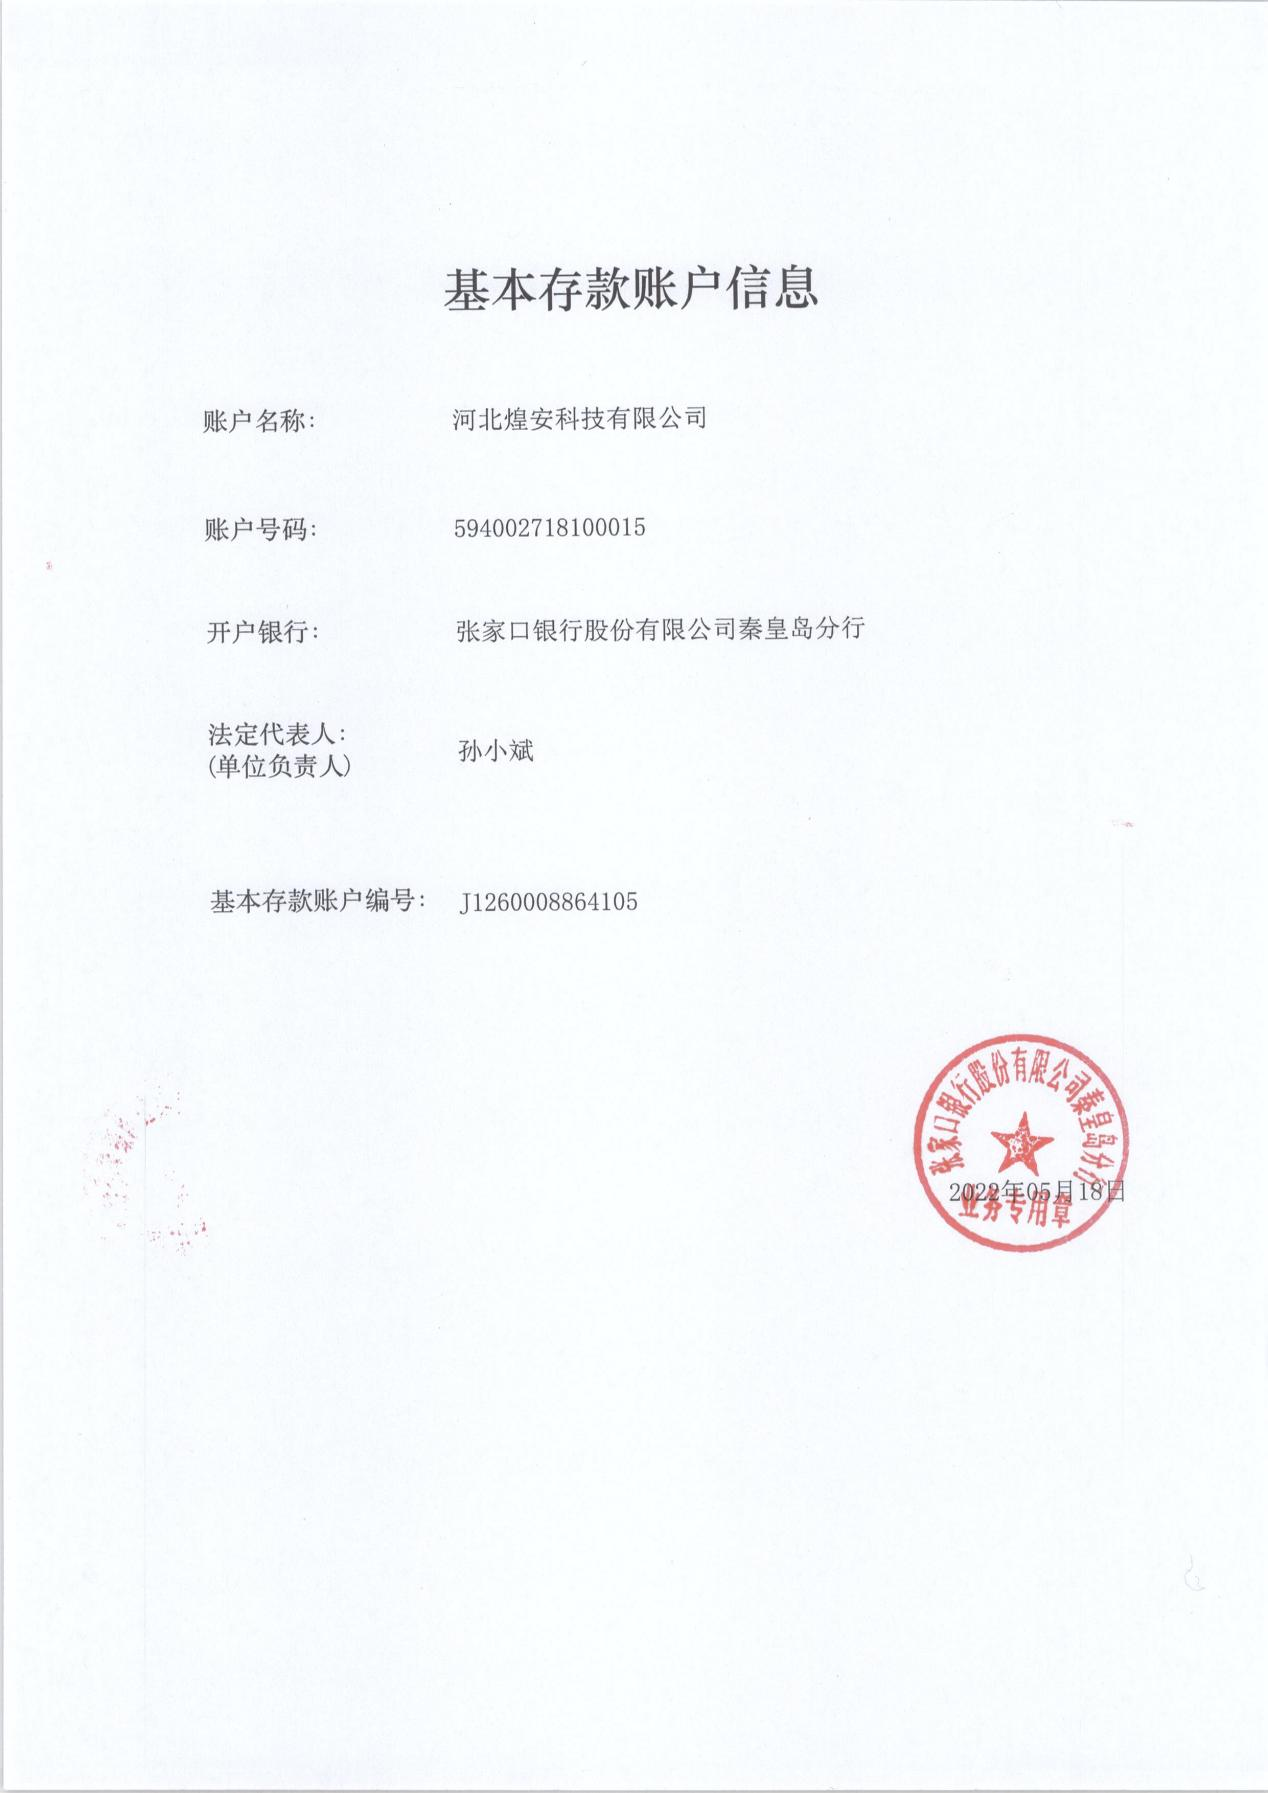 基本存款账户信息
账户名称： 河北煌安科技有限公司
账户号码： 594002718100015
开户银行： 张家口银行股份有限公司秦皇岛分行
法定代表人：
(单位负责人) 孙小斌
基本存款账户编号： J1260008864105
张家口银行股份有限公司秦皇岛分行
2022年05月18日
业务专用章